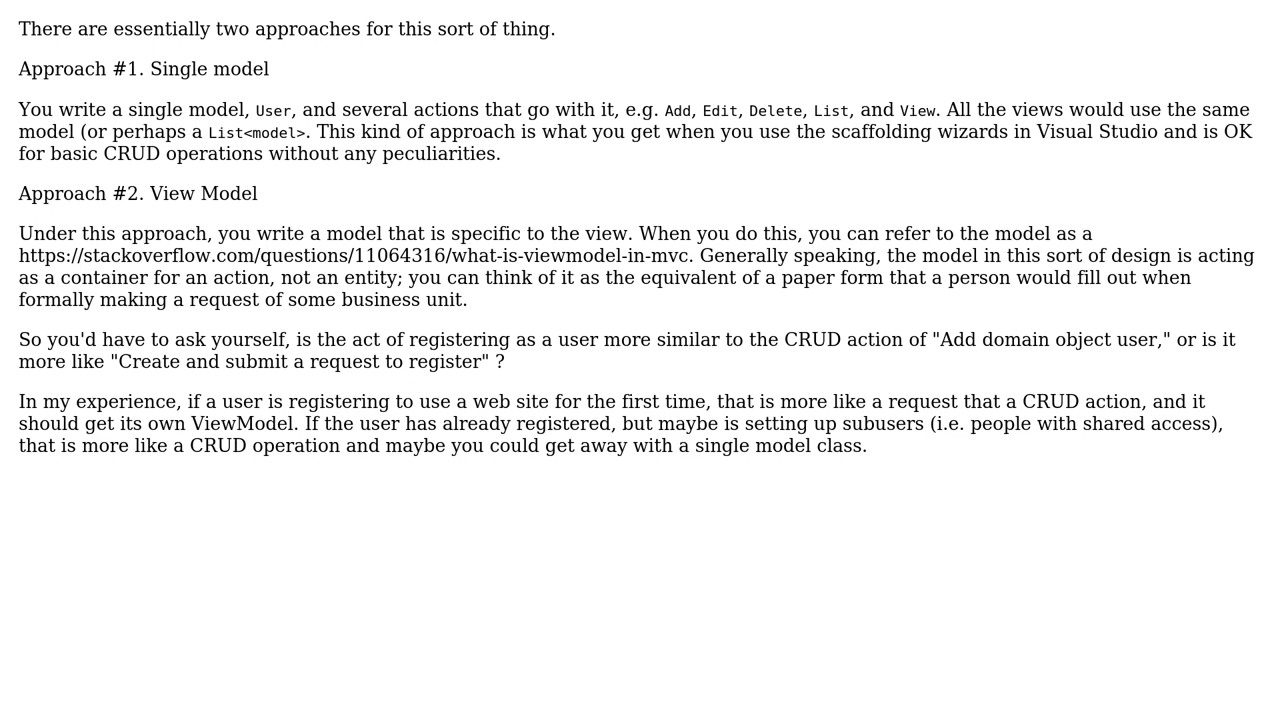 There are essentially two approaches for this sort of thing.
Approach #1. Single model
You write a single model, User, and several actions that go with it, e.g. Add, Edit, Delete, List, and View. All the views would use the same
model (or perhaps a List<model>. This kind of approach is what you get when you use the scaffolding wizards in Visual Studio and is OK
for basic CRUD operations without any peculiarities.
Approach #2. View Model
Under this approach, you write a model that is specific to the view. When you do this, you can refer to the model as a
https://stackoverflow.com/questions/11064316/what-is-viewmodel-in-mvc. Generally speaking, the model in this sort of design is acting
as a container for an action, not an entity; you can think of it as the equivalent of a paper form that a person would fill out when
formally making a request of some business unit.
So you'd have to ask yourself, is the act of registering as a user more similar to the CRUD action of "Add domain object user," or is it
more like "Create and submit a request to register" ?
In my experience, if a user is registering to use a web site for the first time, that is more like a request that a CRUD action, and it
should get its own ViewModel. If the user has already registered, but maybe is setting up subusers (i.e. people with shared access),
that is more like a CRUD operation and maybe you could get away with a single model class.